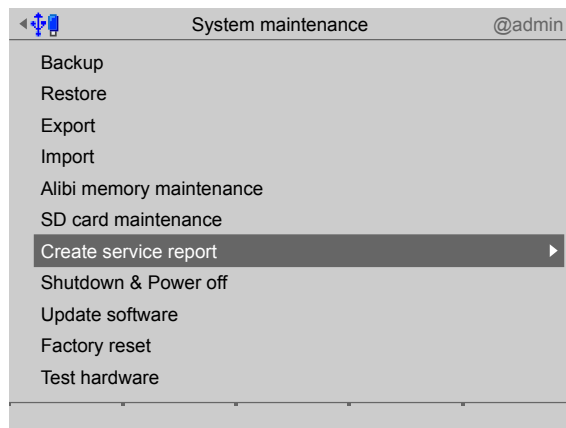 System maintenance @admin
Backup
Restore
Export
Import
Alibi memory maintenance
SD card maintenance
Create service report
Shutdown & Power off
Update software
Factory reset
Test hardware